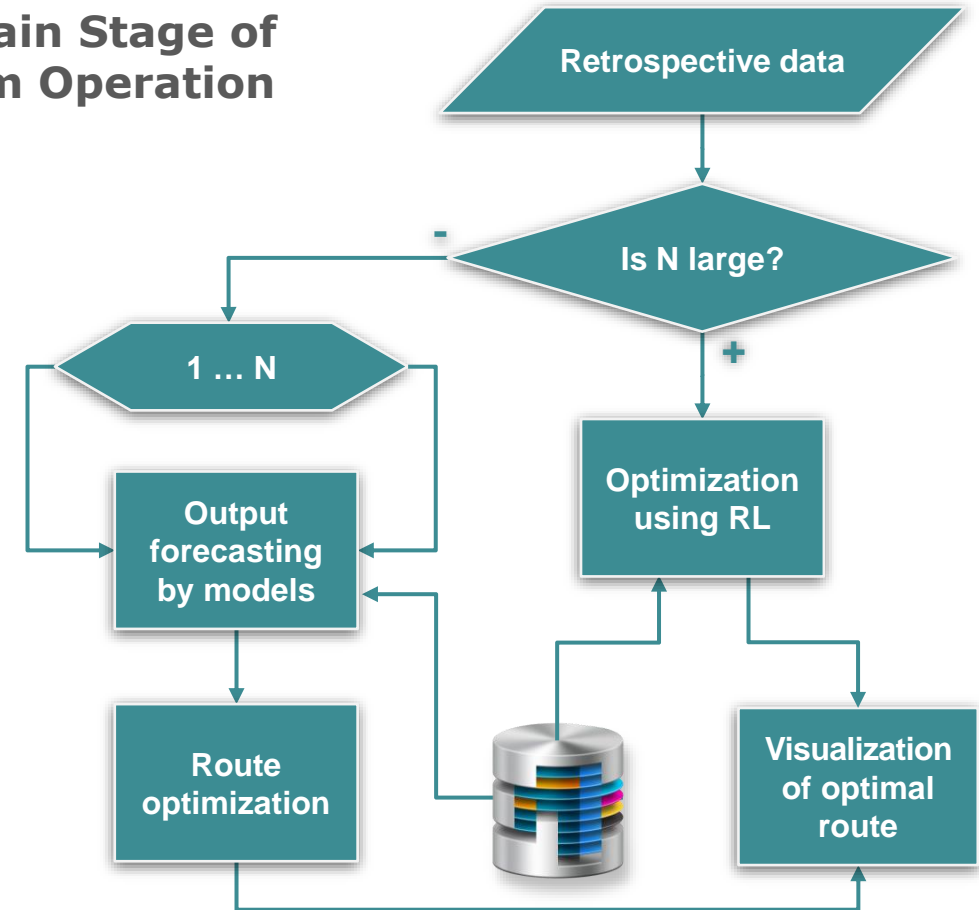 ain Stage of
m Operation
Retrospective data
-
Is N large?
+
1 … N
Optimization
using RL
Output
forecasting
by models
Route
optimization
Visualization
of optimal
route